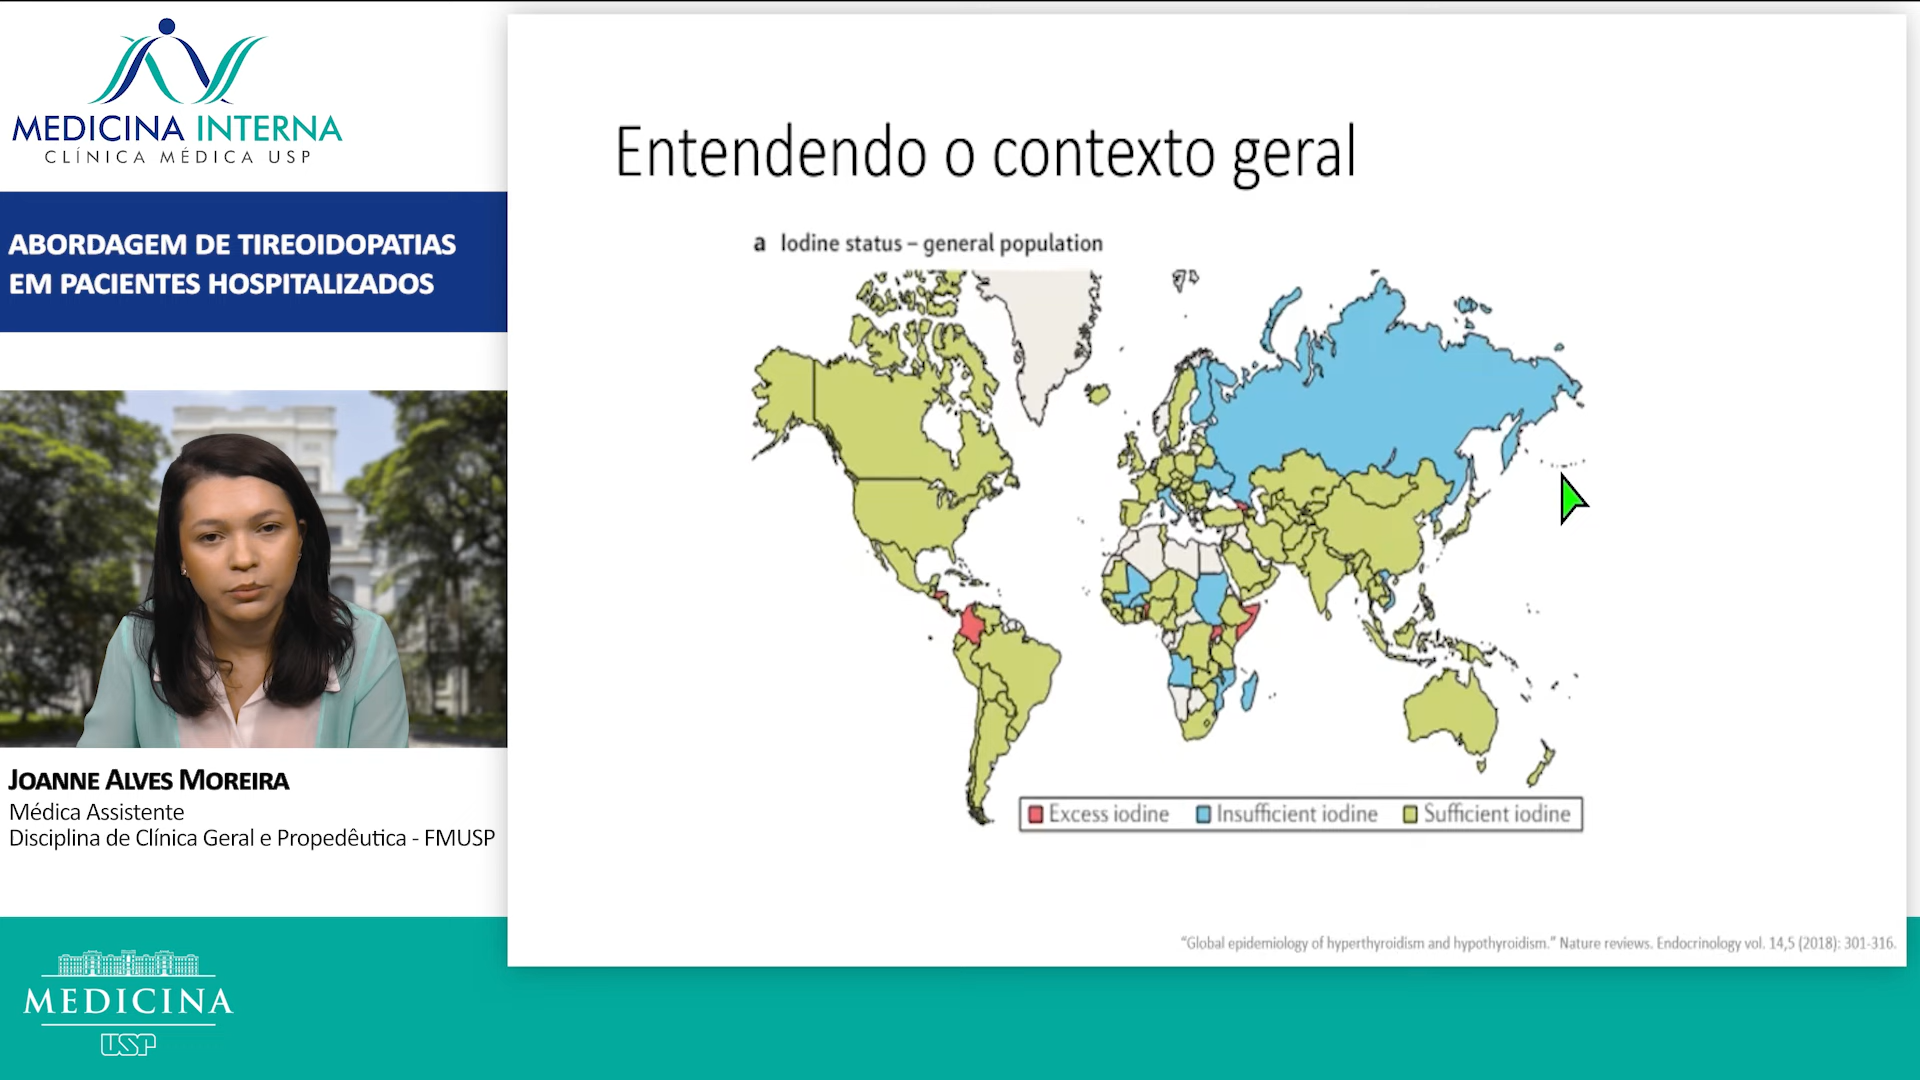 MEDICINA INTERNA
CLÍNICA MÉDICA USP
ABORDAGEM DE TIREOIDOPATIAS
EM PACIENTES HOSPITALIZADOS
JOANNE ALVES MOREIRA
Médica Assistente
Disciplina de Clínica Geral e Propedêutica - FMUSP
MEDICINA
USP
Entendendo o contexto geral
a Iodine status – general population
Excess iodine Insufficient iodine Sufficient iodine
“Global epidemiology of hyperthyroidism and hypothyroidism.” Nature reviews. Endocrinology vol. 14,5 (2018): 301-316.